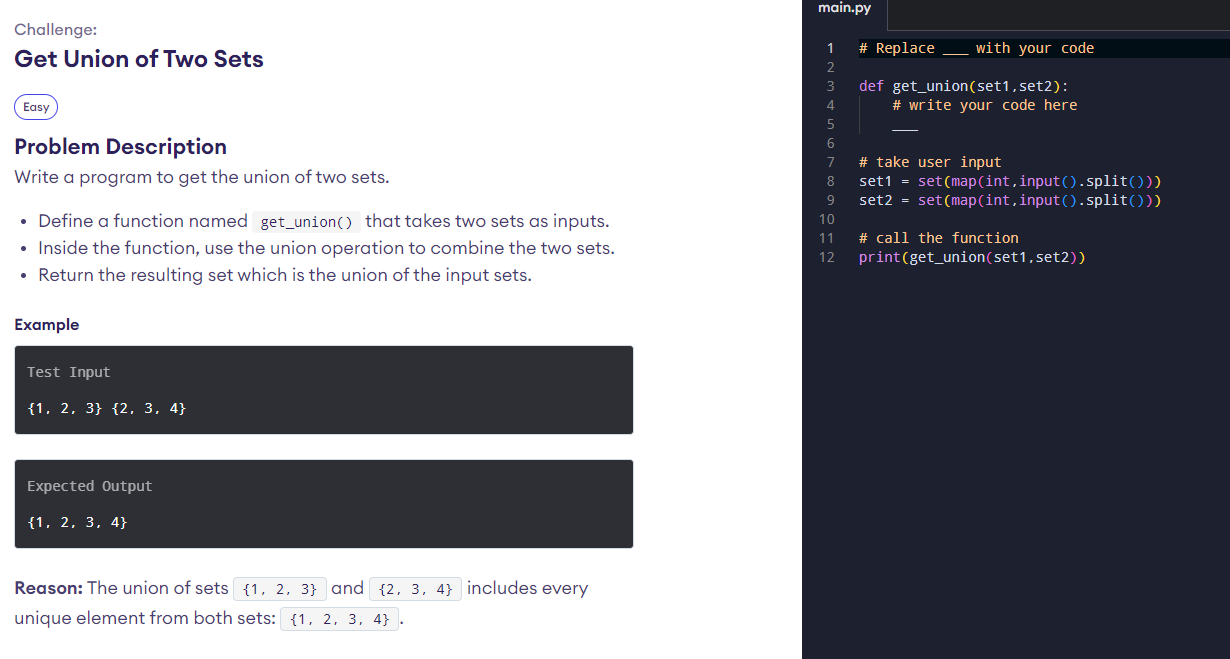 Challenge:
Get Union of Two Sets
Easy
Problem Description
Write a program to get the union of two sets.
• Define a function named get_union() that takes two sets as inputs.
• Inside the function, use the union operation to combine the two sets.
• Return the resulting set which is the union of the input sets.
Example
Test Input
{1, 2, 3} {2, 3, 4}
Expected Output
{1, 2, 3, 4}
Reason: The union of sets {1, 2, 3} and {2, 3, 4} includes every
unique element from both sets: {1, 2, 3, 4} .
main.py
1 # Replace ___ with your code
2
3 def get_union(set1,set2):
4     # write your code here
5     ___
6
7 # take user input
8 set1 = set(map(int,input().split()))
9 set2 = set(map(int,input().split()))
10
11 # call the function
12 print(get_union(set1,set2))